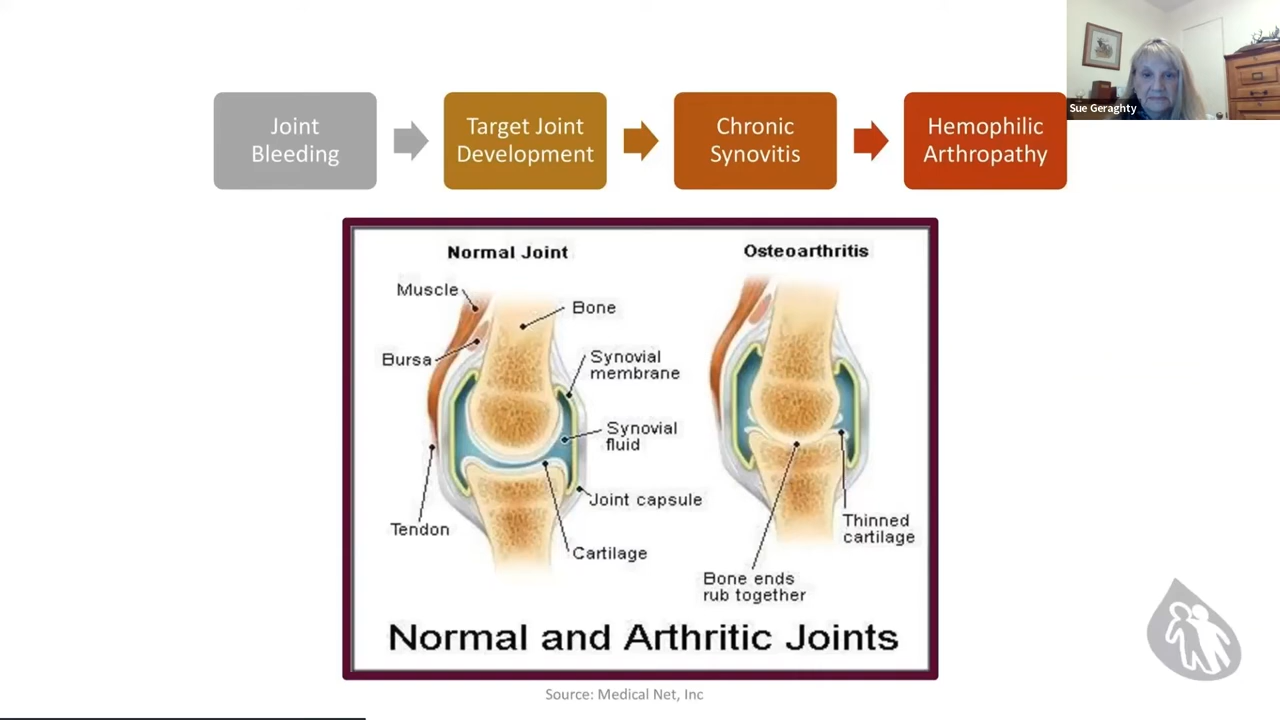 Sue Geraghty
Joint
Bleeding
Target Joint
Development
Chronic
Synovitis
Hemophilic
Arthropathy
Normal Joint
Muscle
Bone
Bursa
Synovial
membrane
Synovial
fluid
Joint capsule
Tendon
Cartilage
Osteoarthritis
Thinned
cartilage
Bone ends
rub together
Normal and Arthritic Joints
Source: Medical Net, Inc